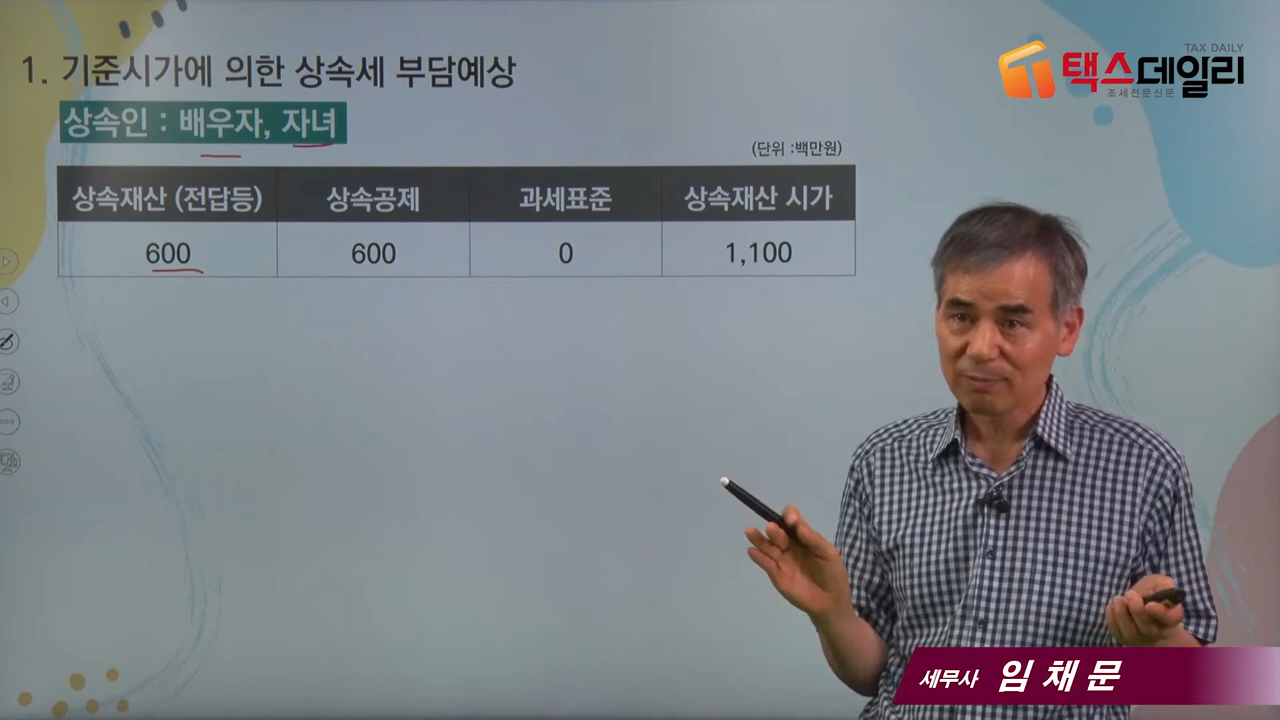 1. 기준시가에 의한 상속세 부담예상
TAX DAILY
택스데일리
조세전문신문
상속인 : 배우자, 자녀
(단위 :백만원)
상속재산 (전답등) 상속공제 과세표준 상속재산 시가
600 600 0 1,100
세무사 임채문